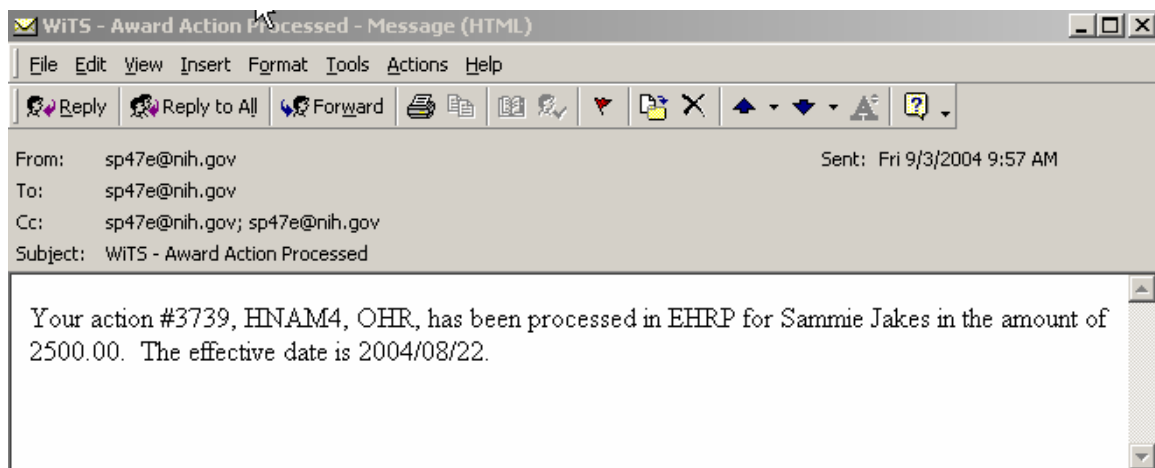 WiTS - Award Action Processed - Message (HTML)
File Edit View Insert Format Tools Actions Help
Reply Reply to All Forward
From: sp47e@nih.gov Sent: Fri 9/3/2004 9:57 AM
To: sp47e@nih.gov
Cc: sp47e@nih.gov; sp47e@nih.gov
Subject: WiTS - Award Action Processed
Your action #3739, HNAM4, OHR, has been processed in EHRP for Sammie Jakes in the amount of
2500.00. The effective date is 2004/08/22.